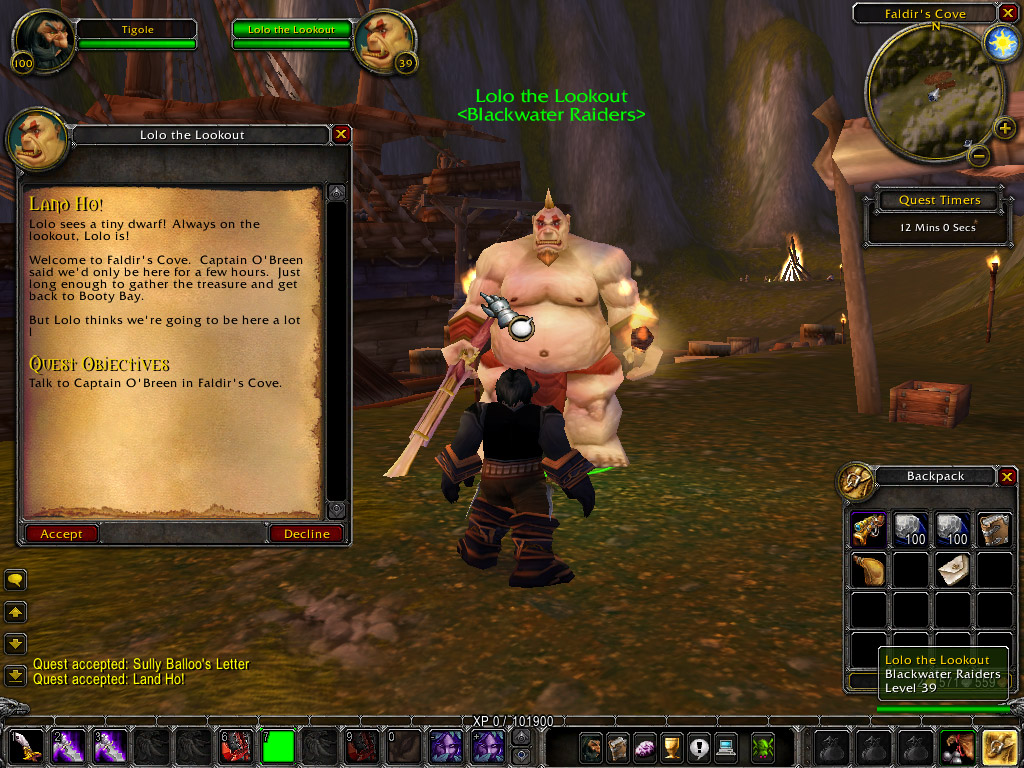 Tigole
100
Lolo the Lookout
39
Faldir's Cove
N
Lolo the Lookout
<Blackwater Raiders>
Lolo the Lookout
Quest Timers
12 Mins 0 Secs
Land Ho!
Lolo sees a tiny dwarf! Always on the
lookout, Lolo is!
Welcome to Faldir's Cove. Captain O'Breen
said we'd only be here for a few hours. Just
long enough to gather the treasure and get
back to Booty Bay.
But Lolo thinks we're going to be here a lot
l
Quest Objectives
Talk to Captain O'Breen in Faldir's Cove.
Accept
Decline
Backpack
100
100
Quest accepted: Sully Balloo's Letter
Quest accepted: Land Ho!
Lolo the Lookout
Blackwater Raiders
Level 39
XP 0 / 101900
2
3
6
7
9
0